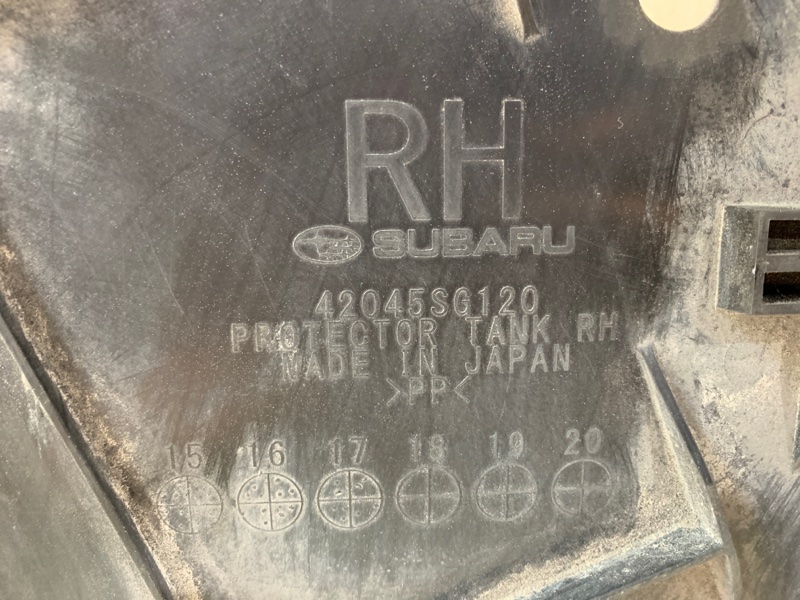 RH
SUBARU
42045SG120
PROTECTOR TANK RH
MADE IN JAPAN
>PP<
15 16 17 18 19 20